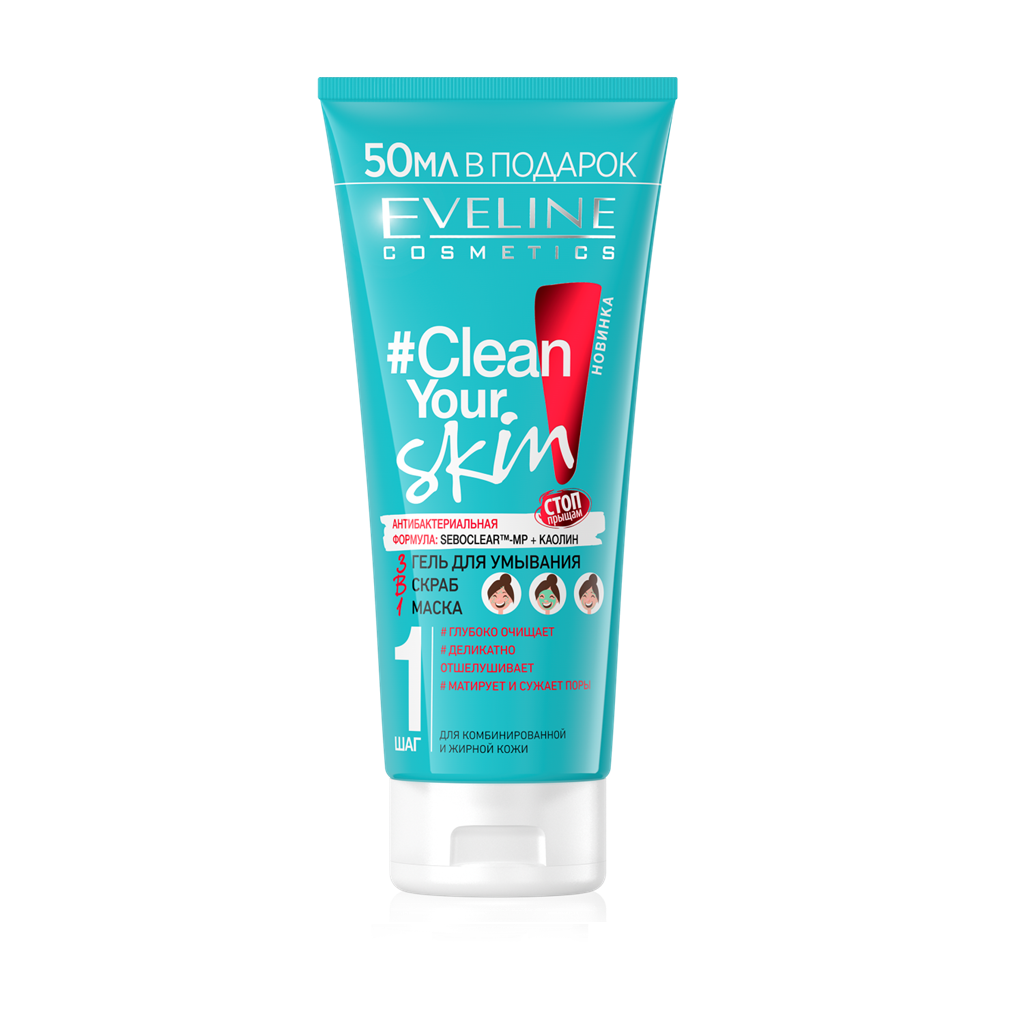 50МЛ В ПОДАРОК
EVELINE
COSMETICS
НОВИНКА
#Clean
Your
Skin!
СТОП
прыщам
АНТИБАКТЕРИАЛЬНАЯ
ФОРМУЛА: SEBOCLEAR™-MP + КАОЛИН
3 ГЕЛЬ ДЛЯ УМЫВАНИЯ
В СКРАБ
1 МАСКА
# ГЛУБОКО ОЧИЩАЕТ
# ДЕЛИКАТНО
ОТШЕЛУШИВАЕТ
# МАТИРУЕТ И СУЖАЕТ ПОРЫ
1
ШАГ
ДЛЯ КОМБИНИРОВАННОЙ
И ЖИРНОЙ КОЖИ